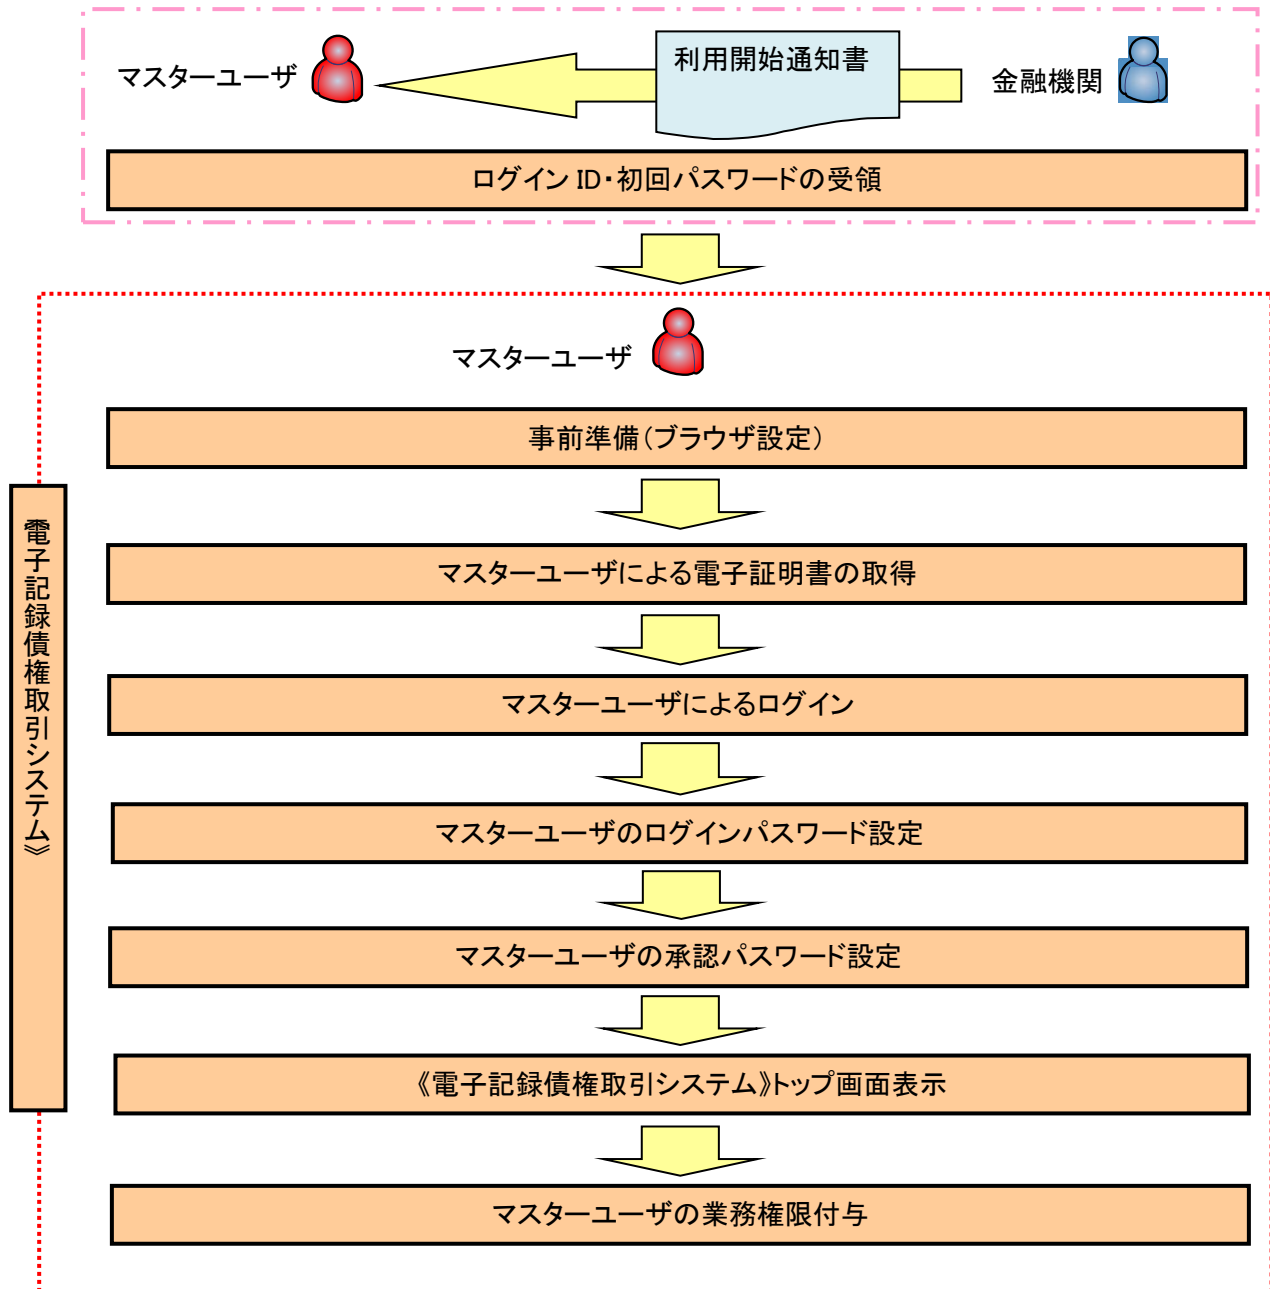 マスターユーザ
利用開始通知書
金融機関
ログイン ID・初回パスワードの受領
マスターユーザ
事前準備（ブラウザ設定）
電子記録債権取引システム》
マスターユーザによる電子証明書の取得
マスターユーザによるログイン
マスターユーザのログインパスワード設定
マスターユーザの承認パスワード設定
《電子記録債権取引システム》トップ画面表示
マスターユーザの業務権限付与